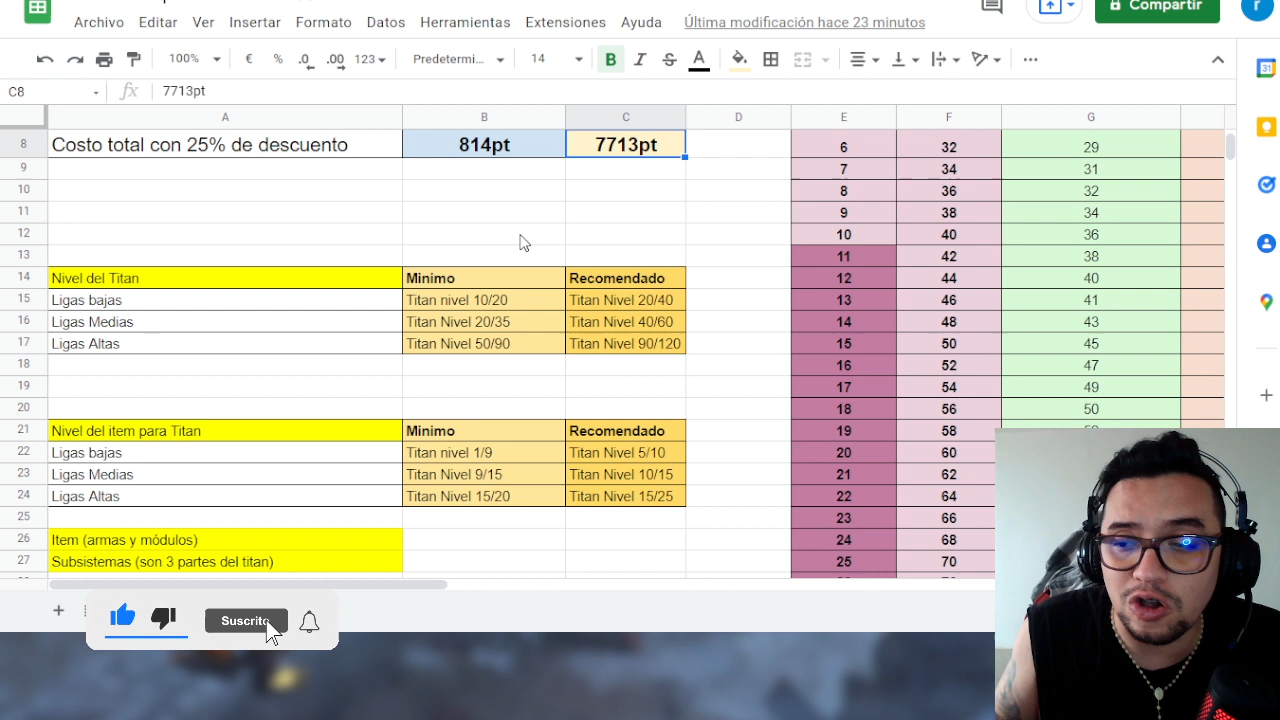 Archivo Editar Ver Insertar Formato Datos Herramientas Extensiones Ayuda Última modificación hace 23 minutos Compartir r
100% € % .0 .00 123 Predetermi... 14 B I S A 31
C8 fx 7713pt
A B C D E F G
8 Costo total con 25% de descuento 814pt 7713pt 6 32 29
9 7 34 31
10 8 36 32
11 9 38 34
12 10 40 36
13 11 42 38
14 Nivel del Titan Minimo Recomendado 12 44 40
15 Ligas bajas Titan nivel 10/20 Titan Nivel 20/40 13 46 41
16 Ligas Medias Titan Nivel 20/35 Titan Nivel 40/60 14 48 43
17 Ligas Altas Titan Nivel 50/90 Titan Nivel 90/120 15 50 45
18 16 52 47
19 17 54 49
20 18 56 50
21 Nivel del item para Titan Minimo Recomendado 19 58
22 Ligas bajas Titan nivel 1/9 Titan Nivel 5/10 20 60
23 Ligas Medias Titan Nivel 9/15 Titan Nivel 10/15 21 62
24 Ligas Altas Titan Nivel 15/20 Titan Nivel 15/25 22 64
25 23 66
26 Item (armas y módulos) 24 68
27 Subsistemas (son 3 partes del titan) 25 70
Suscrito